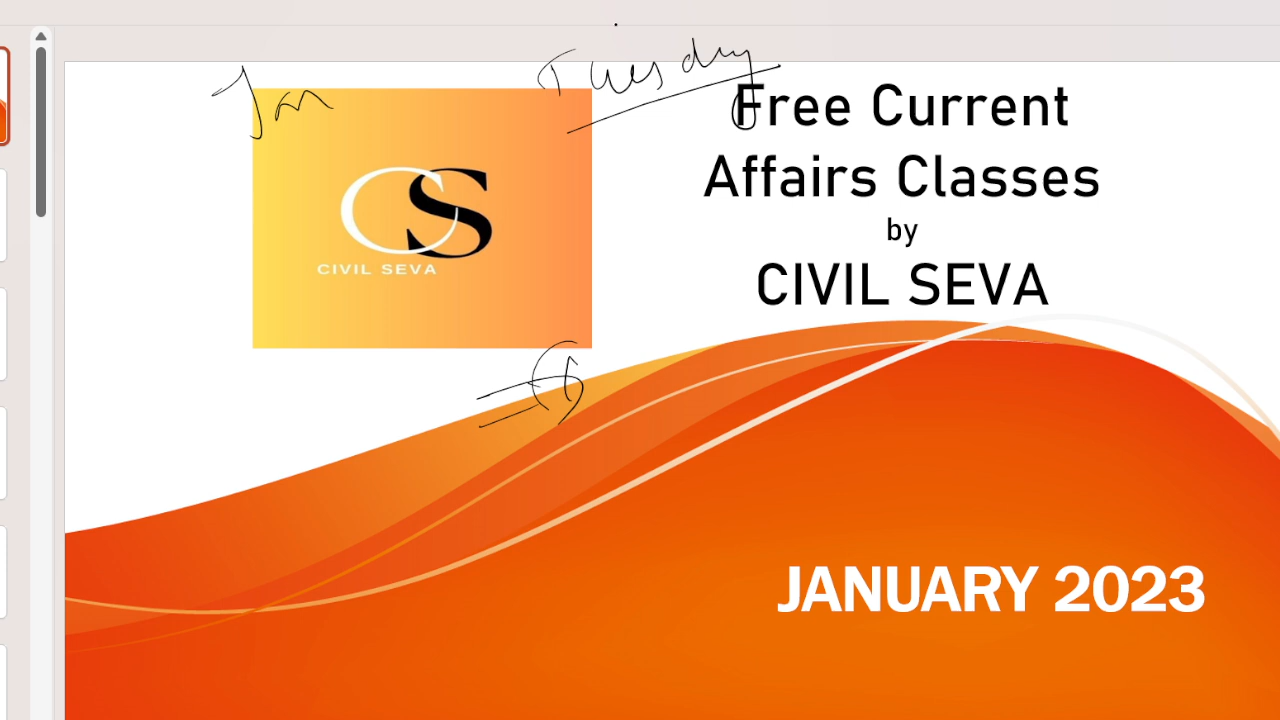 Jan
Tuesday
Free Current
Affairs Classes
by
CIVIL SEVA
CS
CIVIL SEVA
JANUARY 2023